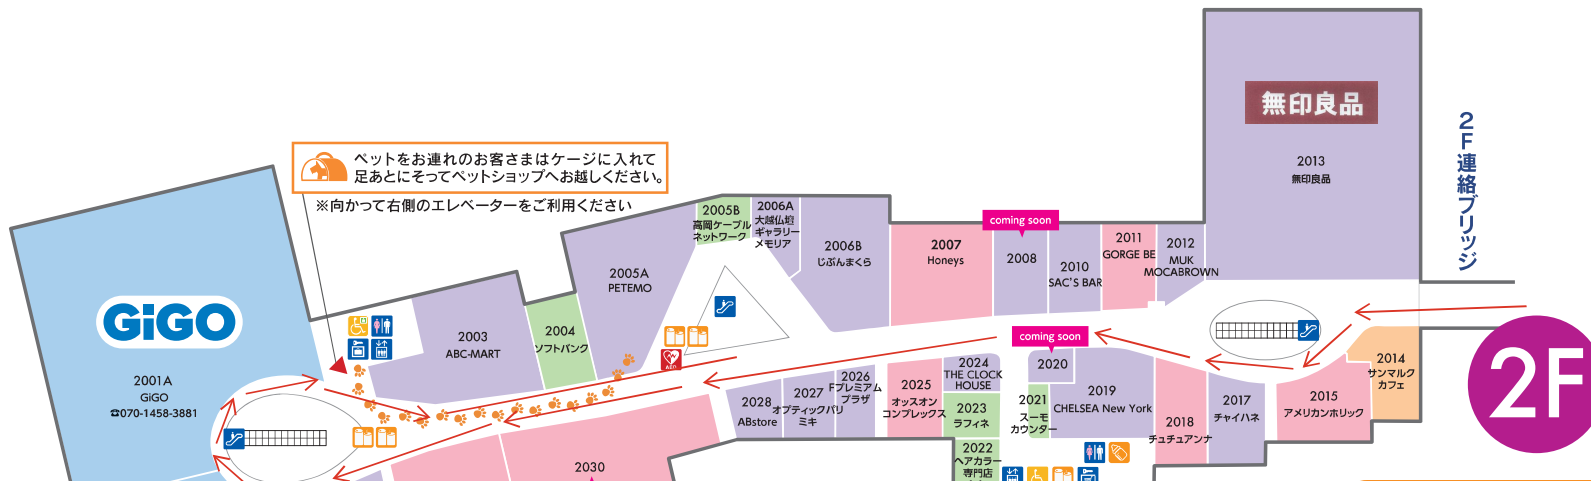 無印良品
2013
無印良品
2F連絡ブリッジ
ペットをお連れのお客さまはケージに入れて
足あとにそってペットショップへお越しください。
※向かって右側のエレベーターをご利用ください
GiGO
2001A
GiGO
☎070-1458-3881
2003
ABC-MART
2004
ソフトバンク
2005A
PETEMO
2005B
高岡ケーブル
ネットワーク
2006A
大越仏壇
ギャラリー
メモリア
2006B
じぶんまくら
2007
Honeys
coming soon
2008
2010
SAC'S BAR
2011
GORGE BE
2012
MUK
MOCABROWN
AED
coming soon
2020
2014
サンマルク
カフェ
2015
アメリカンホリック
2017
チャイハネ
2018
チュチュアンナ
2019
CHELSEA New York
2021
スーモ
カウンター
2024
THE CLOCK
HOUSE
2023
ラフィネ
2022
ヘアカラー
専門店
2025
オッスオン
コンプレックス
2026
Fプレミアム
プラザ
2027
オプティックパリ
ミキ
2028
ABstore
2030
2F